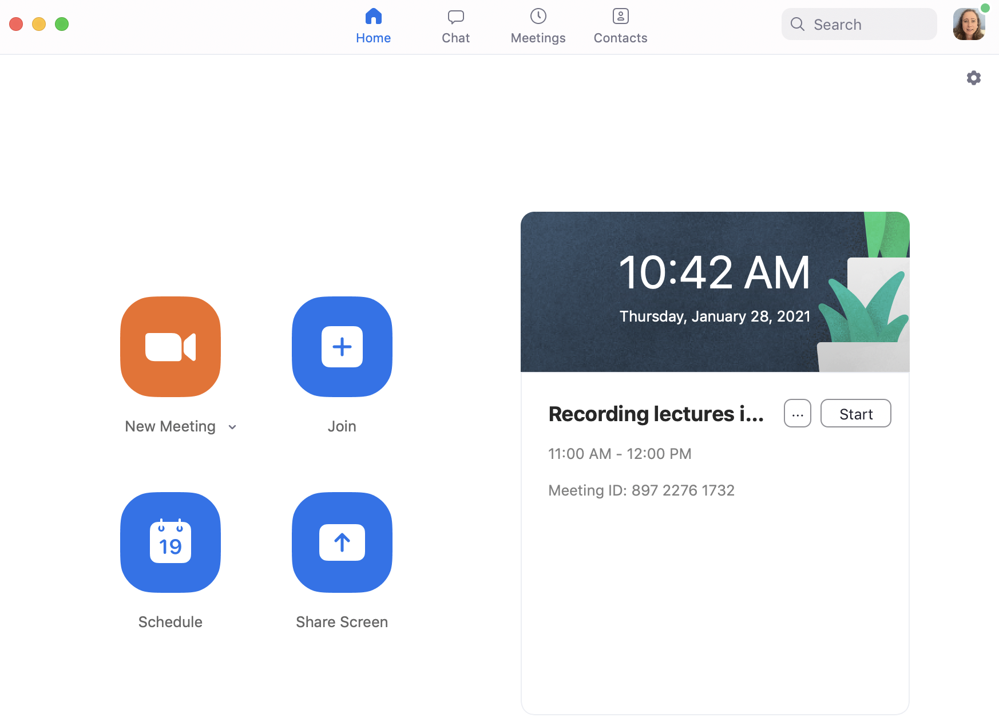 Home
Chat
Meetings
Contacts
Search
10:42 AM
Thursday, January 28, 2021
New Meeting
Join
19
Schedule
Share Screen
Recording lectures i...
...
Start
11:00 AM - 12:00 PM
Meeting ID: 897 2276 1732